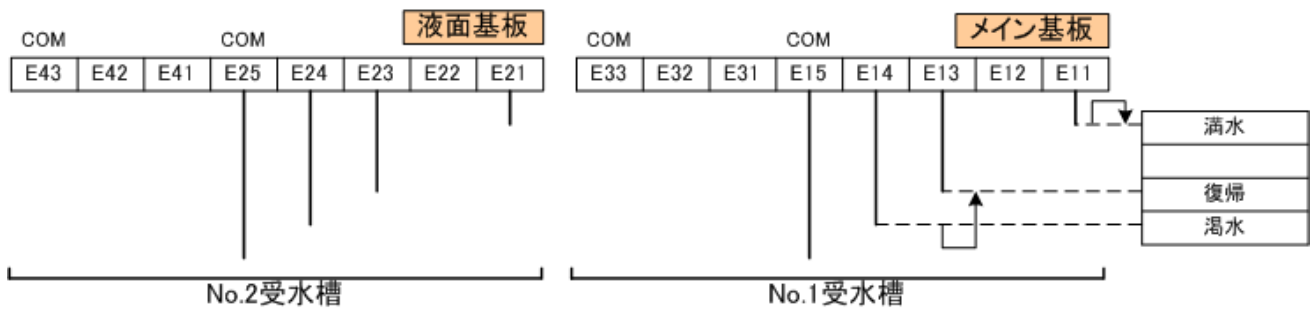 液面基板
メイン基板
COM COM COM COM
E43 E42 E41 E25 E24 E23 E22 E21 E33 E32 E31 E15 E14 E13 E12 E11
満水
復帰
渇水
No.2受水槽 No.1受水槽